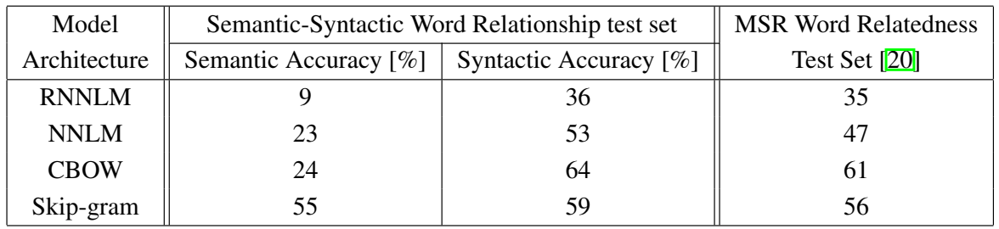 Model Semantic-Syntactic Word Relationship test set MSR Word Relatedness
Architecture Semantic Accuracy [%] Syntactic Accuracy [%] Test Set [20]
RNNLM 9 36 35
NNLM 23 53 47
CBOW 24 64 61
Skip-gram 55 59 56